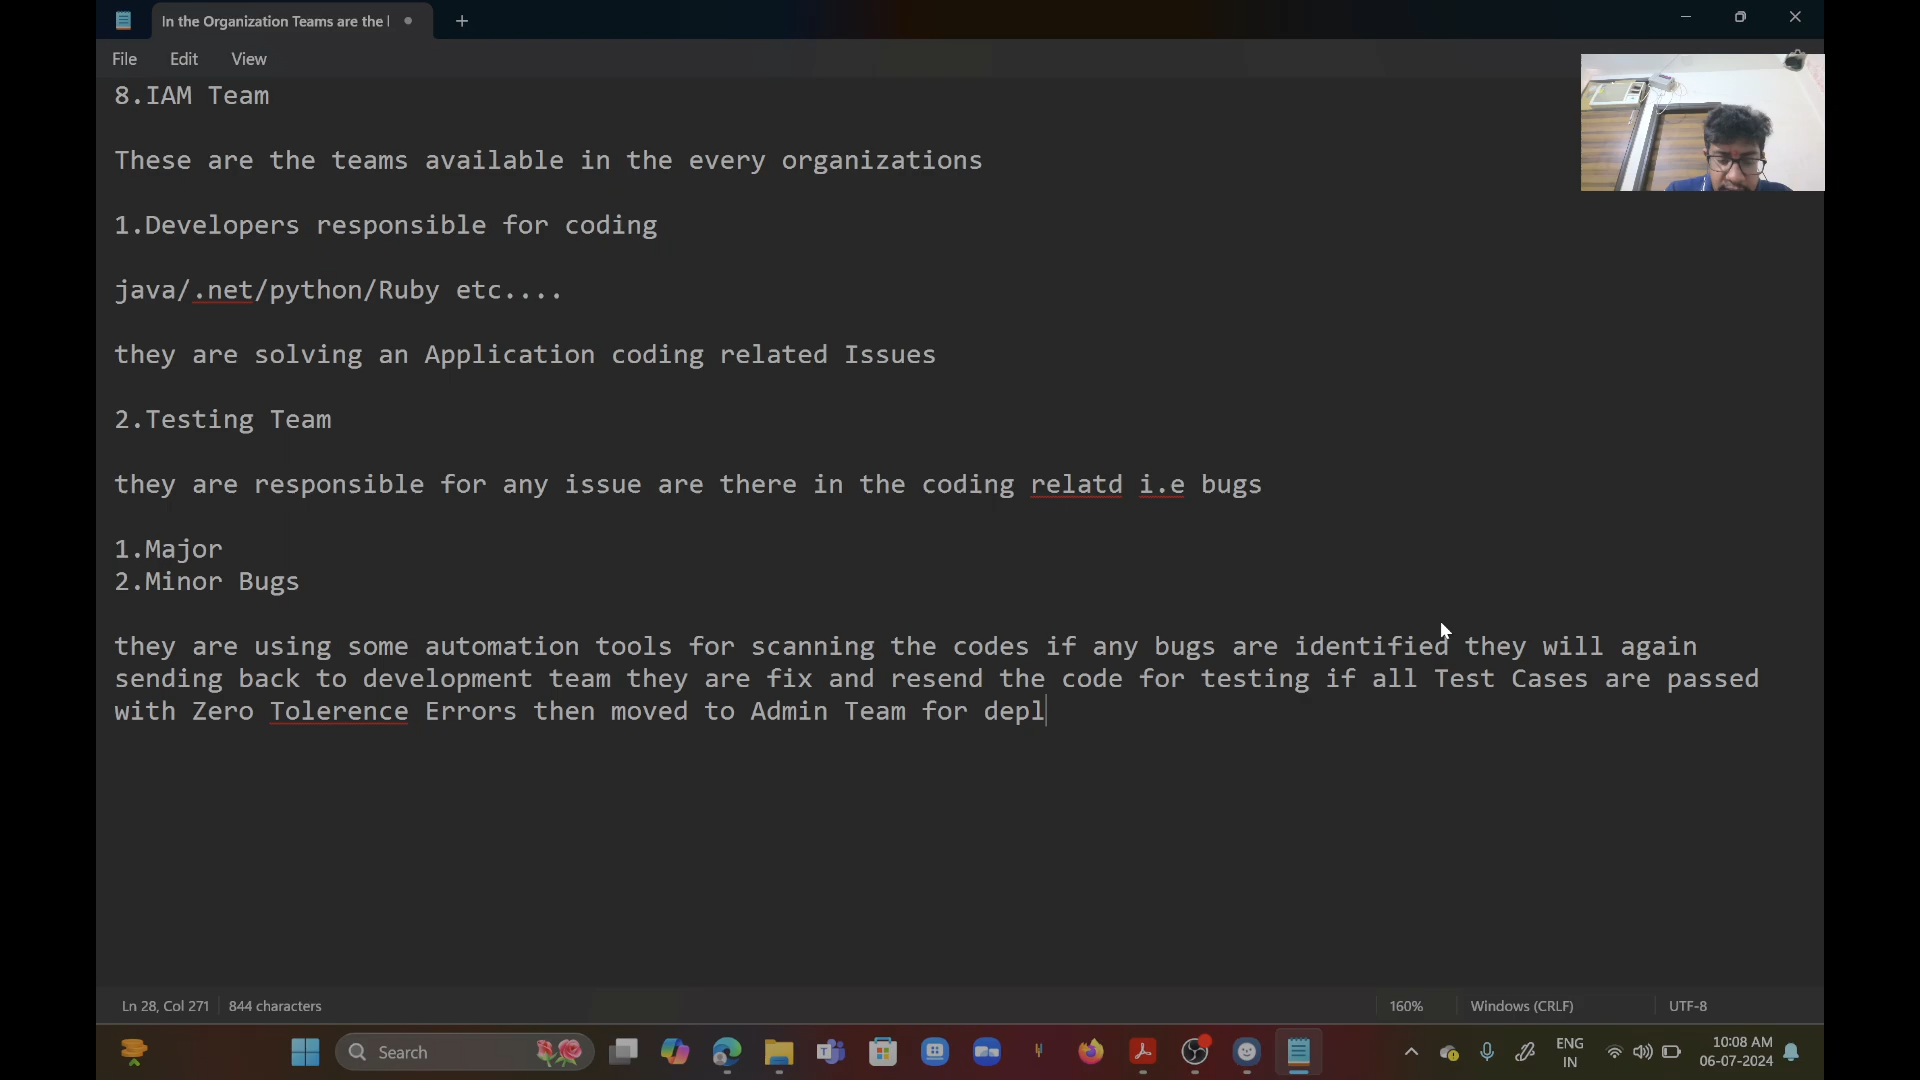 In the Organization Teams are the
File Edit View
8.IAM Team
These are the teams available in the every organizations
1.Developers responsible for coding
java/.net/python/Ruby etc....
they are solving an Application coding related Issues
2.Testing Team
they are responsible for any issue are there in the coding relatd i.e bugs
1.Major
2.Minor Bugs
they are using some automation tools for scanning the codes if any bugs are identified they will again
sending back to development team they are fix and resend the code for testing if all Test Cases are passed
with Zero Tolerence Errors then moved to Admin Team for depl
Ln 28, Col 271 844 characters 160% Windows (CRLF) UTF-8
Search ENG 10:08 AM
IN 06-07-2024